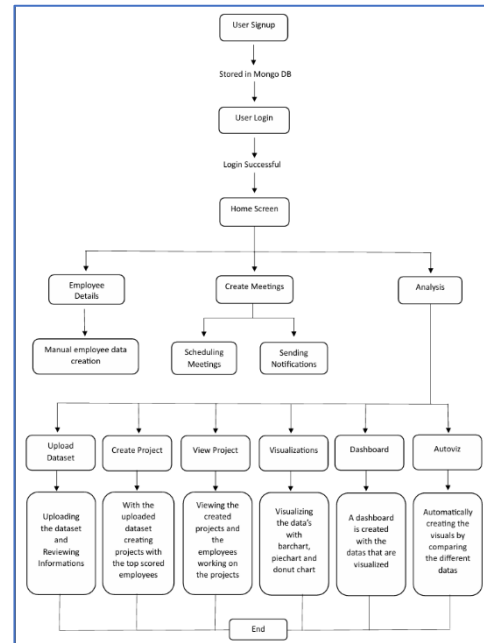 User Signup
Stored in Mongo DB
User Login
Login Successful
Home Screen
Employee
Details
Create Meetings
Analysis
Manual employee data
creation
Scheduling
Meetings
Sending
Notifications
Upload
Dataset
Create Project
View Project
Visualizations
Dashboard
Autoviz
Uploading
the dataset
and
Reviewing
Informations
With the
uploaded
dataset
creating
projects with
the top scored
employees
Viewing the
created
projects and
the
employees
working on
the projects
Visualizing
the data's
with
barchart,
piechart and
donut chart
A dashboard
is created
with the
datas that are
visualized
Automatically
creating the
visuals by
comparing
the different
datas
End